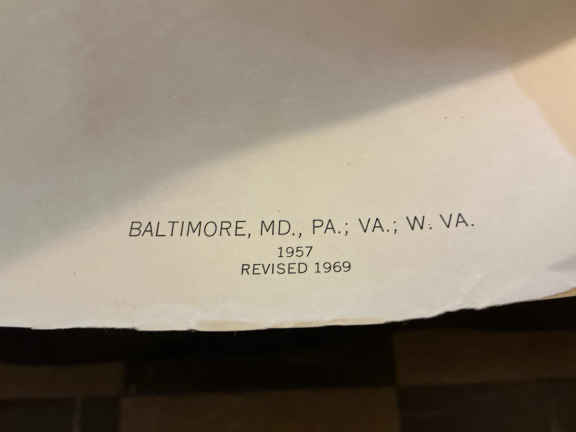 BALTIMORE, MD., PA.; VA.; W. VA.
1957
REVISED 1969